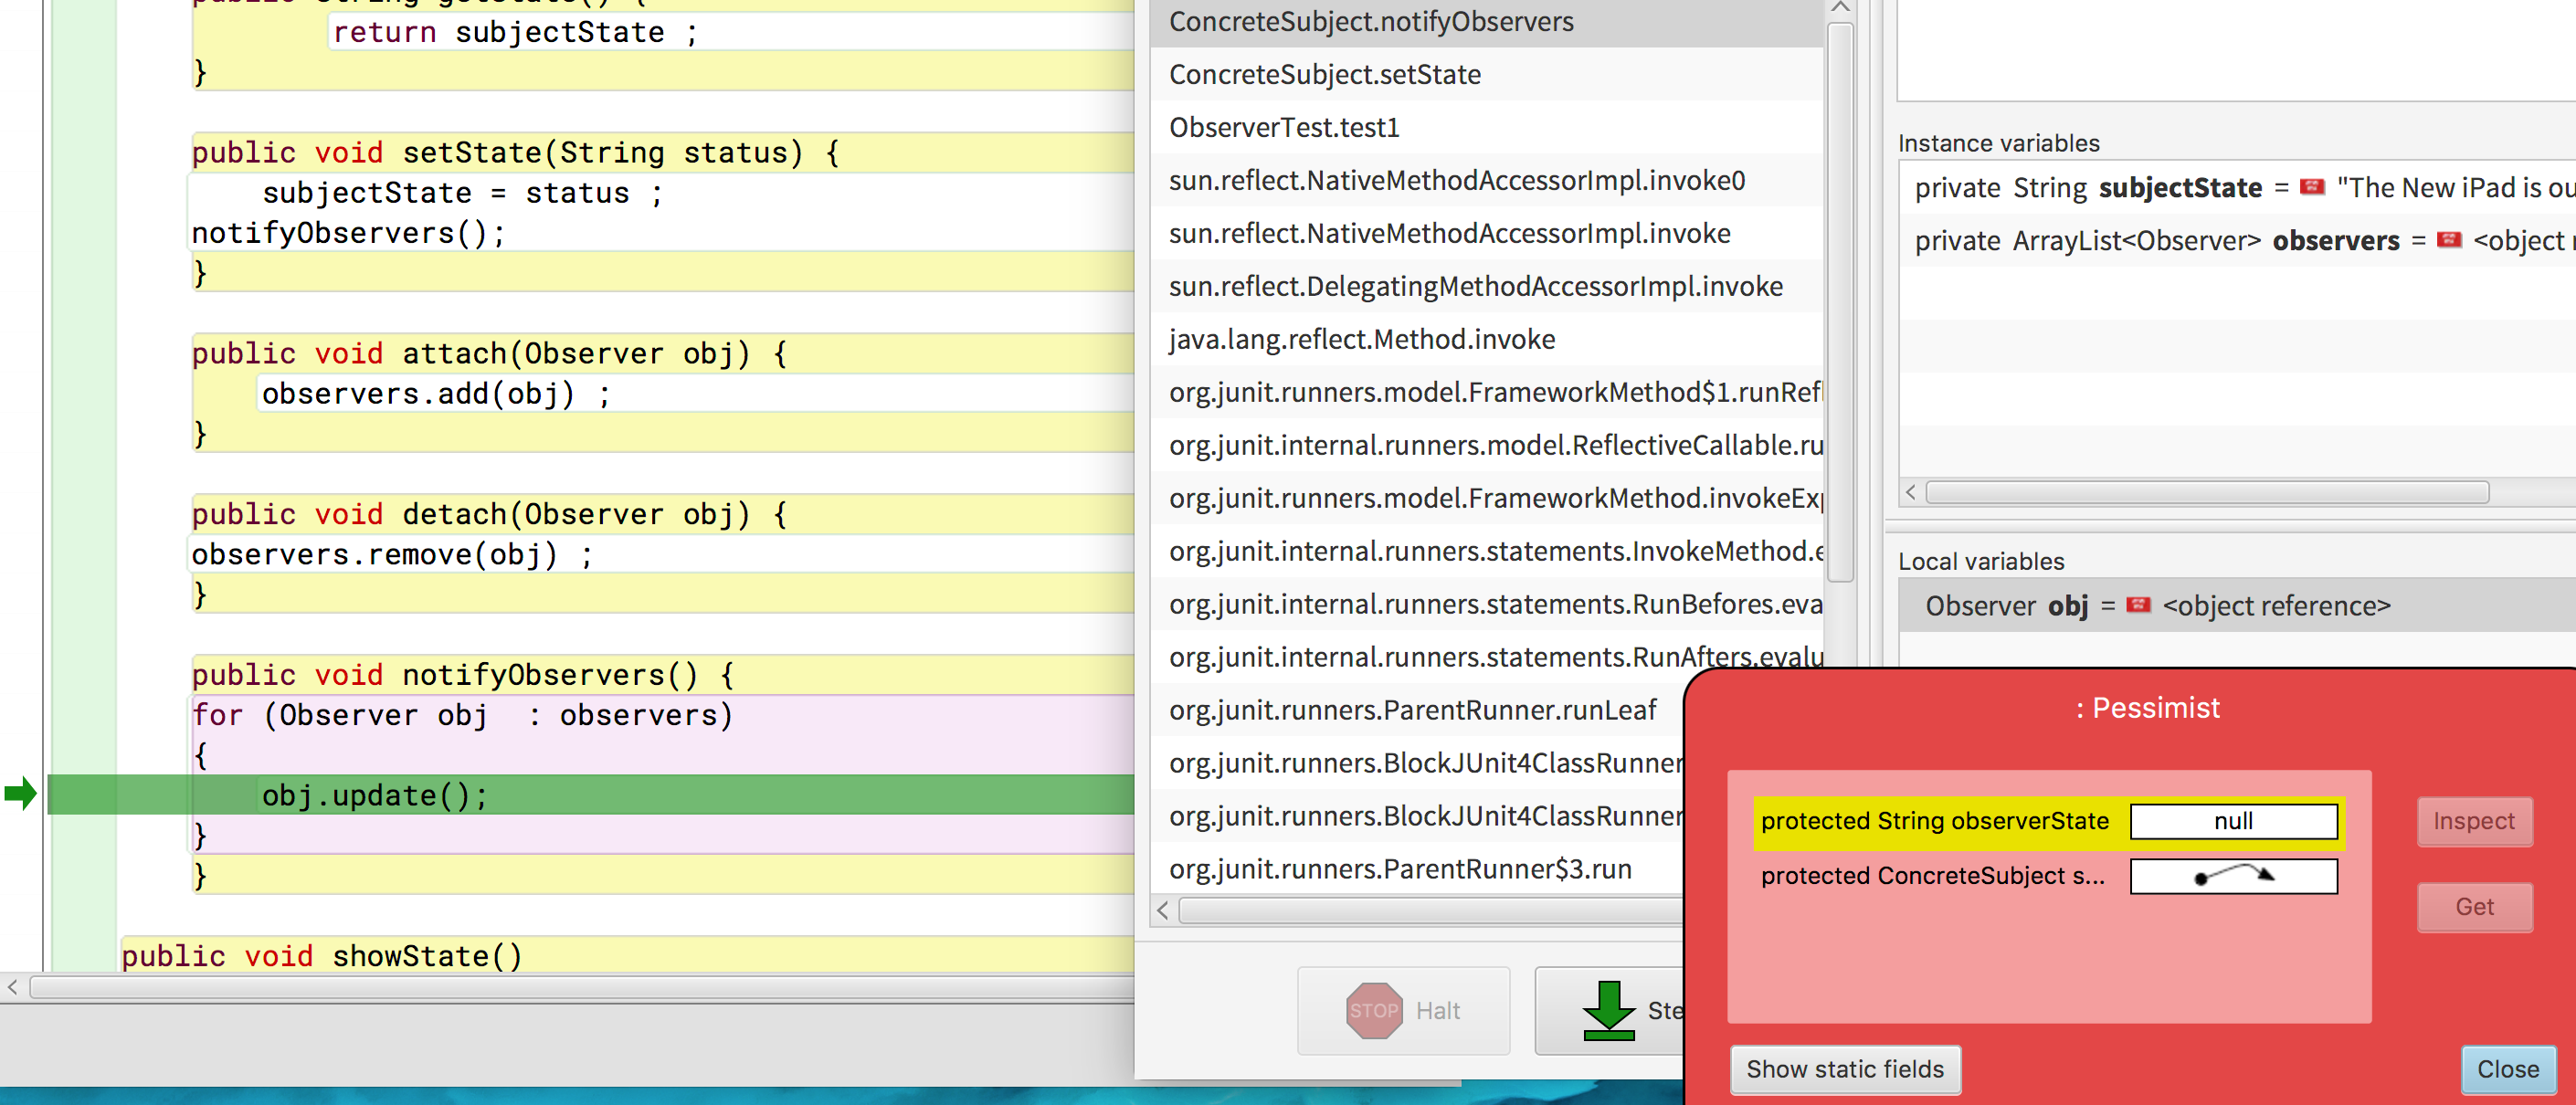 public String getState() {
return subjectState ;
}
public void setState(String status) {
subjectState = status ;
notifyObservers();
}
public void attach(Observer obj) {
observers.add(obj) ;
}
public void detach(Observer obj) {
observers.remove(obj) ;
}
public void notifyObservers() {
for (Observer obj  : observers)
{
obj.update();
}
}
public void showState()
ConcreteSubject.notifyObservers
ConcreteSubject.setState
ObserverTest.test1
sun.reflect.NativeMethodAccessorImpl.invoke0
sun.reflect.NativeMethodAccessorImpl.invoke
sun.reflect.DelegatingMethodAccessorImpl.invoke
java.lang.reflect.Method.invoke
org.junit.runners.model.FrameworkMethod$1.runRefl
org.junit.internal.runners.model.ReflectiveCallable.ru
org.junit.runners.model.FrameworkMethod.invokeExp
org.junit.internal.runners.statements.InvokeMethod.e
org.junit.internal.runners.statements.RunBefores.eva
org.junit.internal.runners.statements.RunAfters.evalu
org.junit.runners.ParentRunner.runLeaf
org.junit.runners.BlockJUnit4ClassRunner
org.junit.runners.BlockJUnit4ClassRunner
org.junit.runners.ParentRunner$3.run
STOP Halt
Ste
Instance variables
private String subjectState = "The New iPad is ou
private ArrayList<Observer> observers = <object r
Local variables
Observer obj = <object reference>
: Pessimist
protected String observerState null
protected ConcreteSubject s...
Inspect
Get
Show static fields
Close